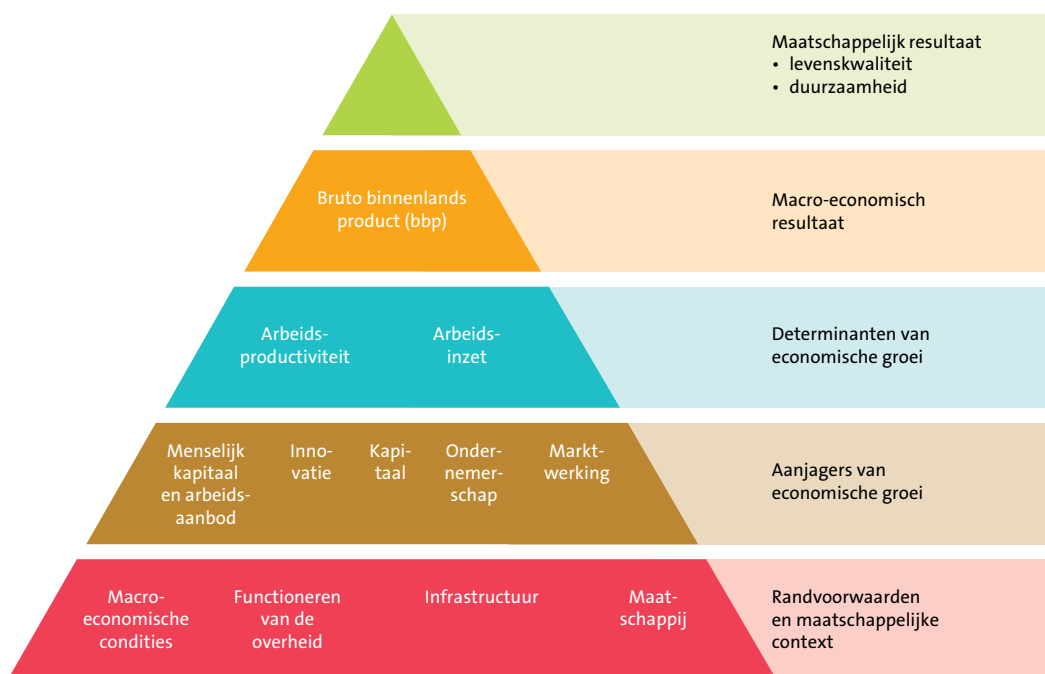 Maatschappelijk resultaat
• levenskwaliteit
• duurzaamheid
Bruto binnenlands
product (bbp)
Macro-economisch
resultaat
Arbeids-
productiviteit
Arbeids-
inzet
Determinanten van
economische groei
Menselijk
kapitaal
en arbeids-
aanbod
Inno-
vatie
Kapi-
taal
Onder-
nemer-
schap
Markt-
werking
Aanjagers van
economische groei
Macro-
economische
condities
Functioneren
van de
overheid
Infrastructuur
Maat-
schappij
Randvoorwaarden
en maatschappelijke
context